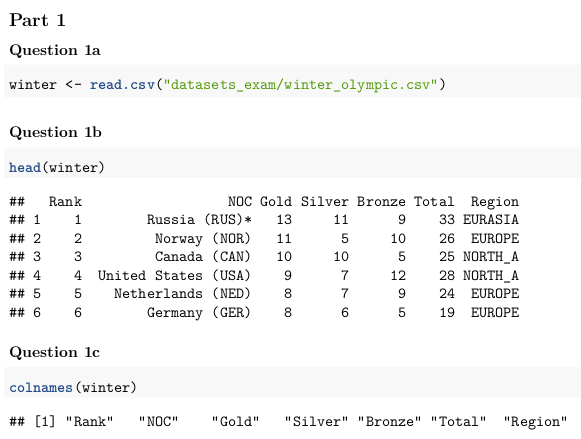 Part 1
Question 1a
winter <- read.csv("datasets_exam/winter_olympic.csv")
Question 1b
head(winter)
##   Rank                 NOC Gold Silver Bronze Total  Region
## 1    1       Russia (RUS)*   13     11      9    33 EURASIA
## 2    2        Norway (NOR)   11      5     10    26  EUROPE
## 3    3        Canada (CAN)   10     10      5    25 NORTH_A
## 4    4 United States (USA)    9      7     12    28 NORTH_A
## 5    5   Netherlands (NED)    8      7      9    24  EUROPE
## 6    6       Germany (GER)    8      6      5    19  EUROPE
Question 1c
colnames(winter)
## [1] "Rank"   "NOC"    "Gold"   "Silver" "Bronze" "Total"  "Region"